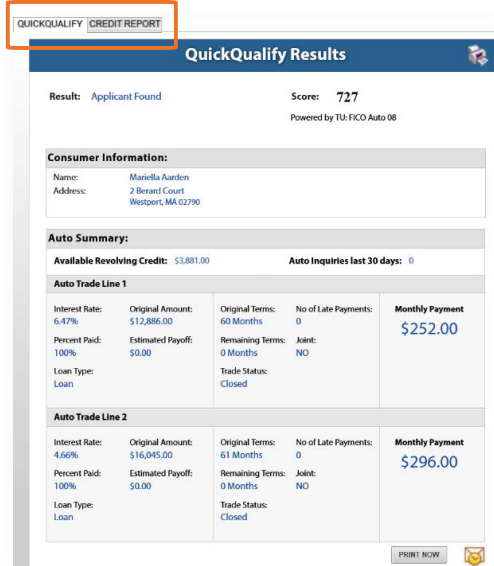 QUICKQUALIFY CREDIT REPORT
QuickQualify Results
Result: Applicant Found Score: 727
Powered by TU: FICO Auto 08
Consumer Information:
Name: Mariella Aarden
Address: 2 Berard Court
Westport, MA 02790
Auto Summary:
Available Revolving Credit: $3,881.00 Auto Inquiries last 30 days: 0
Auto Trade Line 1
Interest Rate: Original Amount: Original Terms: No of Late Payments: Monthly Payment
6.47% $12,886.00 60 Months 0 $252.00
Percent Paid: Estimated Payoff: Remaining Terms: Joint:
100% $0.00 0 Months NO
Loan Type: Trade Status:
Loan Closed
Auto Trade Line 2
Interest Rate: Original Amount: Original Terms: No of Late Payments: Monthly Payment
4.66% $16,045.00 61 Months 0 $296.00
Percent Paid: Estimated Payoff: Remaining Terms: Joint:
100% $0.00 0 Months NO
Loan Type: Trade Status:
Loan Closed
PRINT NOW